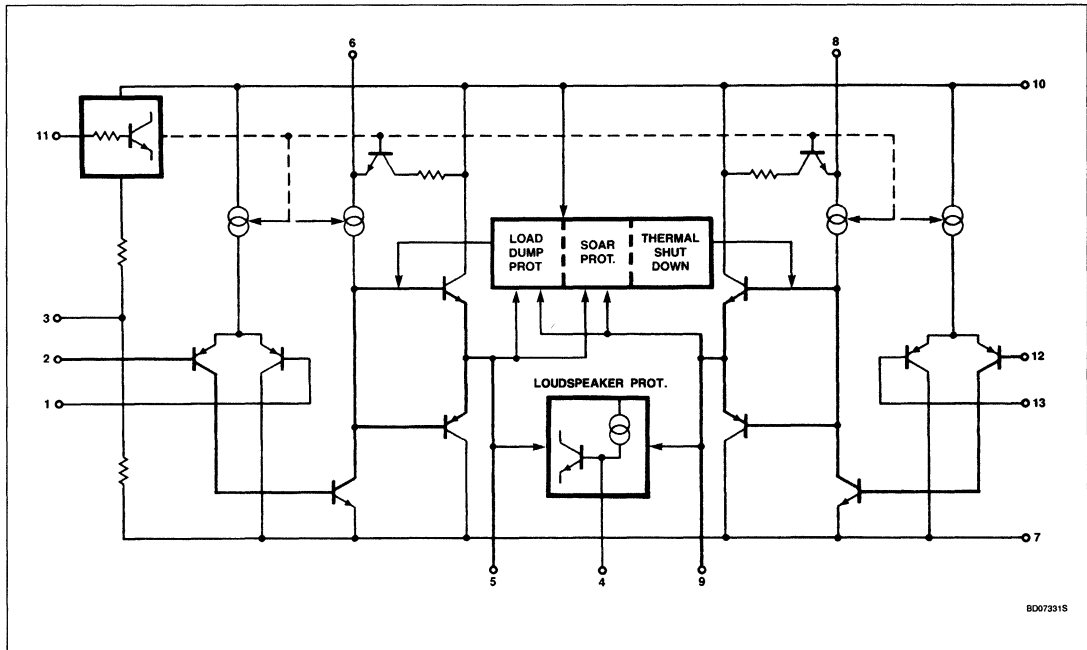 6
8
10
11
LOAD
DUMP
PROT
SOAR
PROT.
THERMAL
SHUT
DOWN
3
2
12
1
13
LOUDSPEAKER PROT.
7
5
4
9
BD07331S